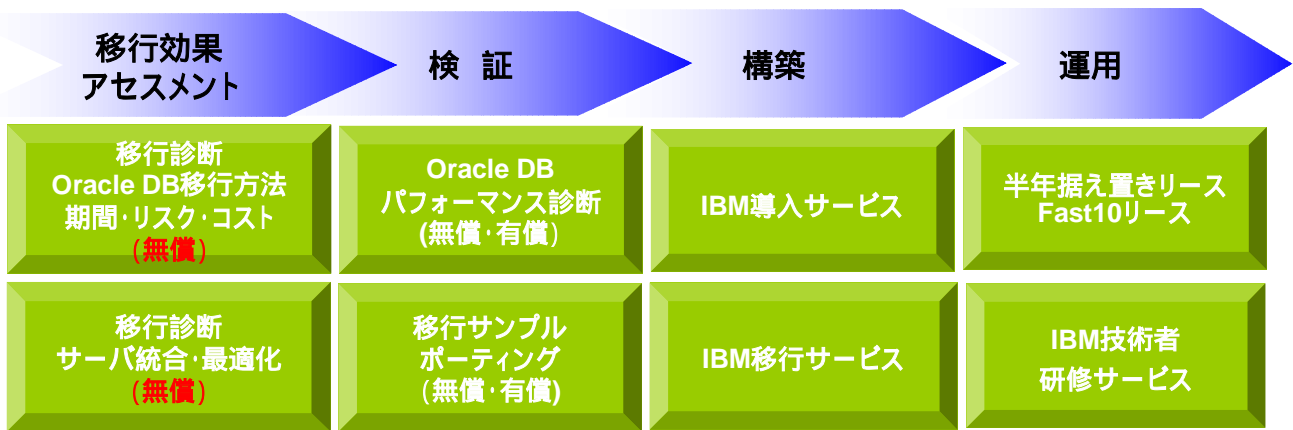 移行効果
アセスメント
検 証
構築
運用
移行診断
Oracle DB移行方法
期間・リスク・コスト
(無償)
Oracle DB
パフォーマンス診断
(無償・有償)
IBM導入サービス
半年据え置きリース
Fast10リース
移行診断
サーバ統合・最適化
(無償)
移行サンプル
ポーティング
(無償・有償)
IBM移行サービス
IBM技術者
研修サービス